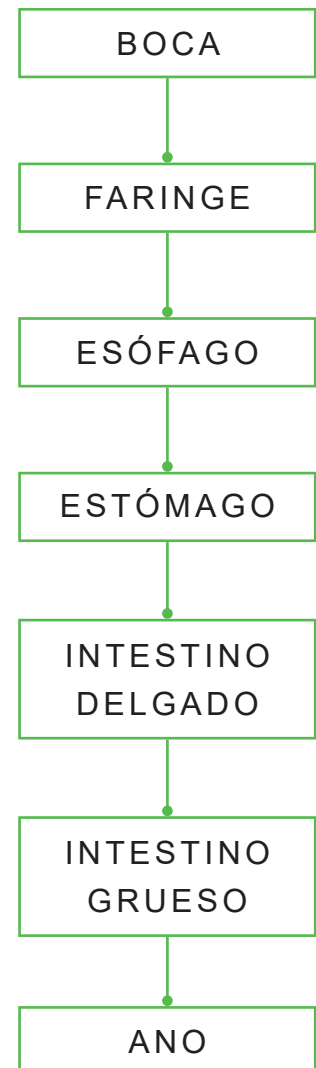 BOCA
FARINGE
ESÓFAGO
ESTÓMAGO
INTESTINO
DELGADO
INTESTINO
GRUESO
ANO